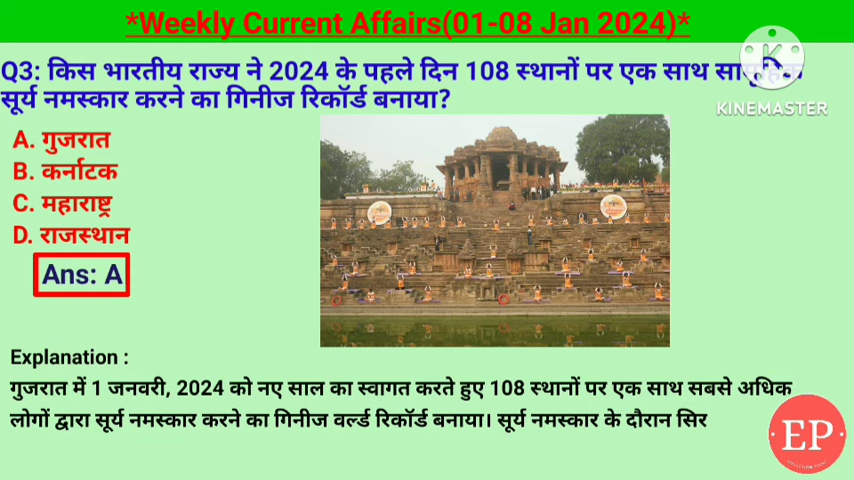 *Weekly Current Affairs(01-08 Jan 2024)*
Q3: किस भारतीय राज्य ने 2024 के पहले दिन 108 स्थानों पर एक साथ सामूहिक
सूर्य नमस्कार करने का गिनीज रिकॉर्ड बनाया?
K
KINEMASTER
A. गुजरात
B. कर्नाटक
C. महाराष्ट्र
D. राजस्थान
Ans: A
Explanation :
गुजरात में 1 जनवरी, 2024 को नए साल का स्वागत करते हुए 108 स्थानों पर एक साथ सबसे अधिक
लोगों द्वारा सूर्य नमस्कार करने का गिनीज वर्ल्ड रिकॉर्ड बनाया। सूर्य नमस्कार के दौरान सिर
EP